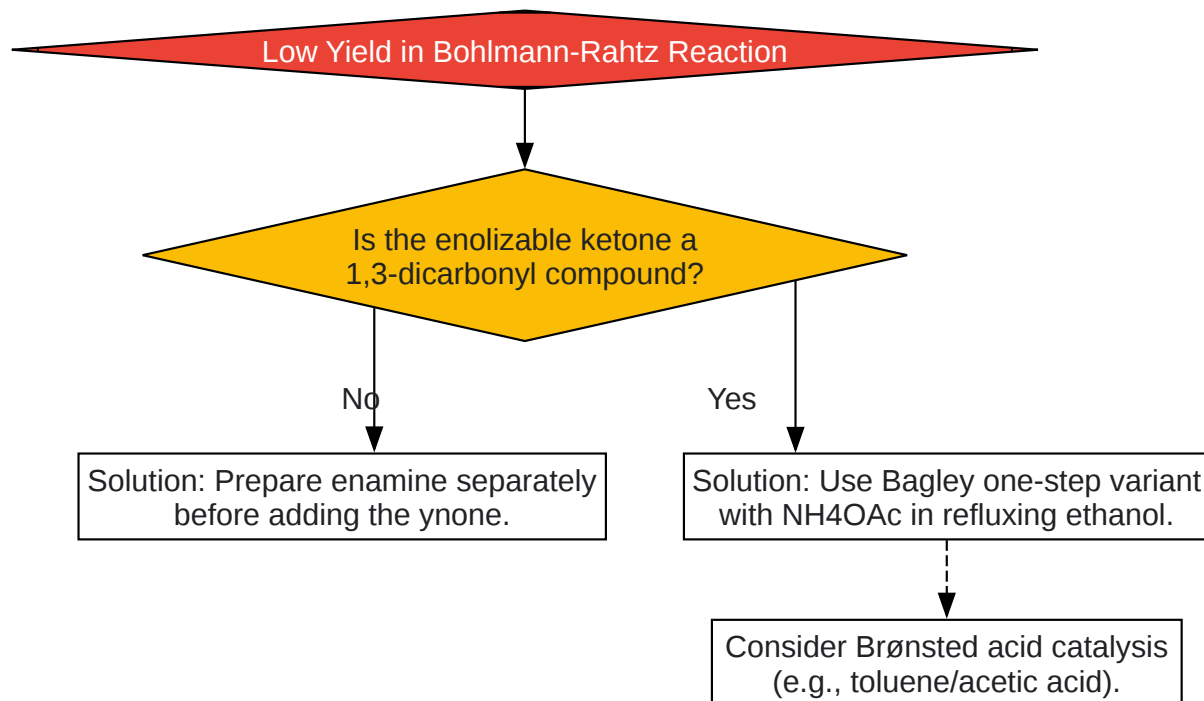 Low Yield in Bohlmann-Rahtz Reaction
Is the enolizable ketone a
1,3-dicarbonyl compound?
No
Yes
Solution: Prepare enamine separately
before adding the ynone.
Solution: Use Bagley one-step variant
with NH4OAc in refluxing ethanol.
Consider Brønsted acid catalysis
(e.g., toluene/acetic acid).